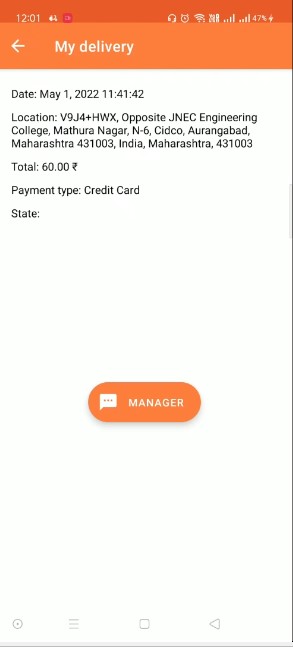 12:01 47%
My delivery
Date: May 1, 2022 11:41:42
Location: V9J4+HWX, Opposite JNEC Engineering
College, Mathura Nagar, N-6, Cidco, Aurangabad,
Maharashtra 431003, India, Maharashtra, 431003
Total: 60.00 ₹
Payment type: Credit Card
State:
MANAGER